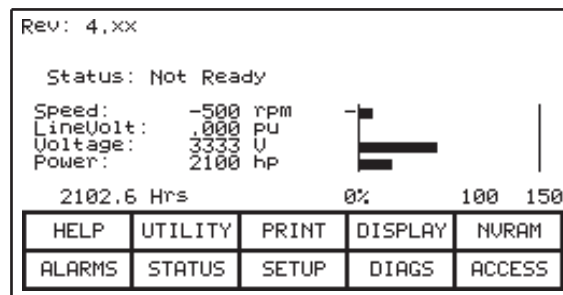 Rev: 4.xx
Status: Not Ready
Speed: -500 rpm -
LineVolt: .000 pu
Voltage: 3333 V
Power: 2100 hp
2102.6 Hrs 0% 100 150
HELP UTILITY PRINT DISPLAY NVRAM
ALARMS STATUS SETUP DIAGS ACCESS